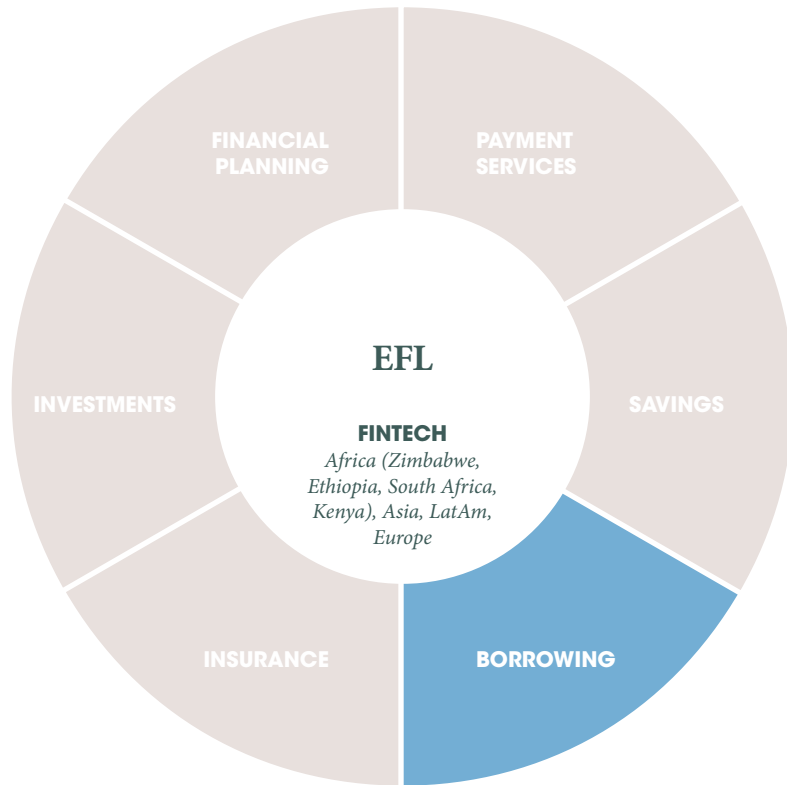 FINANCIAL
PLANNING
PAYMENT
SERVICES
EFL
INVESTMENTS
SAVINGS
FINTECH
Africa (Zimbabwe,
Ethiopia, South Africa,
Kenya), Asia, LatAm,
Europe
INSURANCE
BORROWING